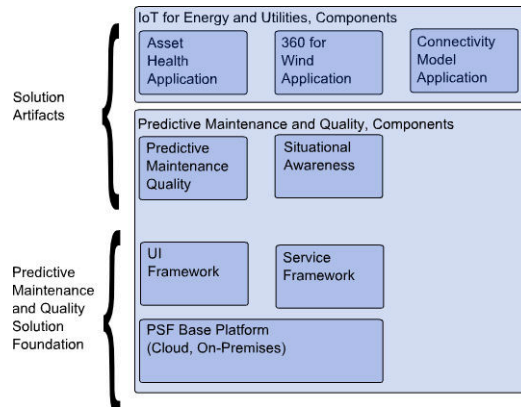 IoT for Energy and Utilities, Components
Asset
Health
Application
360 for
Wind
Application
Connectivity
Model
Application
Solution
Artifacts
Predictive Maintenance and Quality, Components
Predictive
Maintenance
Quality
Situational
Awareness
Predictive
Maintenance
and Quality
Solution
Foundation
UI
Framework
Service
Framework
PSF Base Platform
(Cloud, On-Premises)